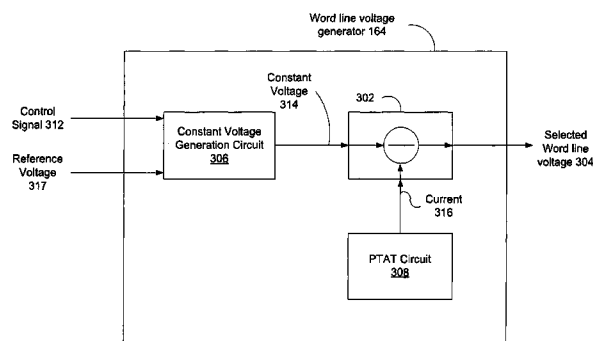 Word line voltage
generator 164
Constant
Voltage
314
302
Control
Signal 312
Constant Voltage
Generation Circuit
306
Selected
Word line
voltage 304
Reference
Voltage
317
Current
316
PTAT Circuit
308